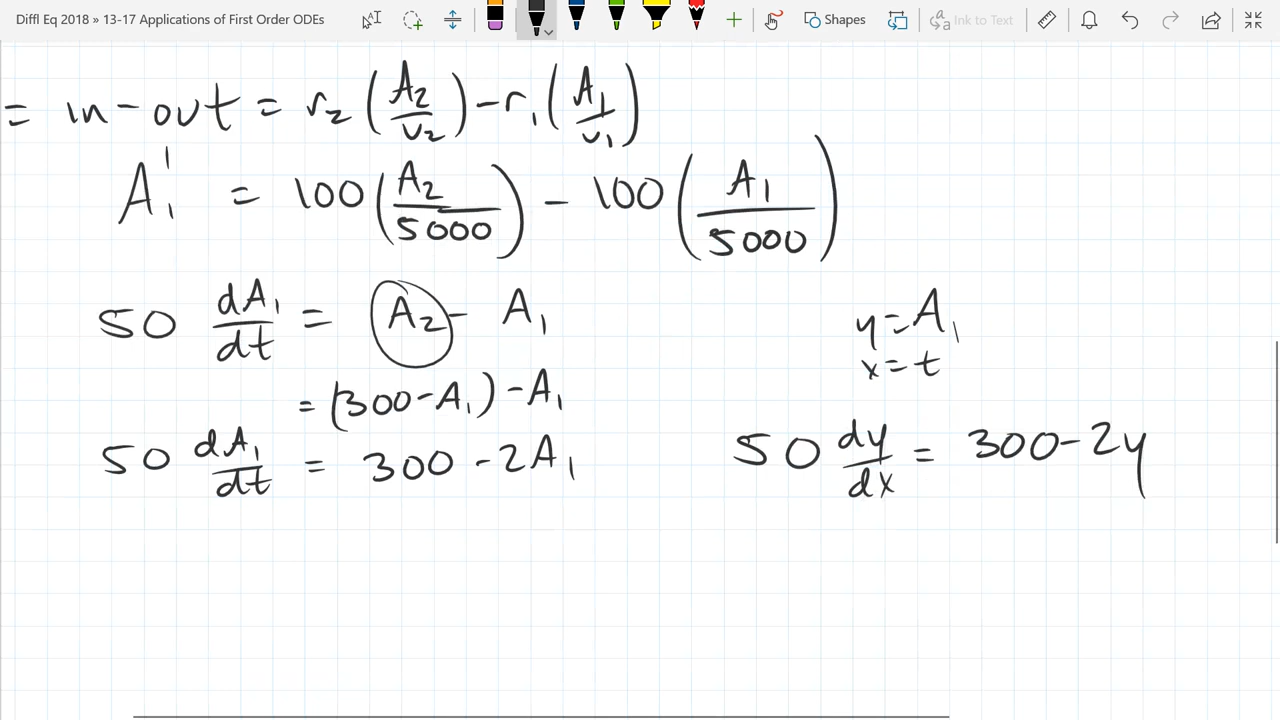 Diffl Eq 2018 » 13-17 Applications of First Order ODEs Shapes Ink to Text
= in - out = r₂ (A₂/V₂) - r₁ (A₁/V₁)
A₁' = 100 (A₂/5000) - 100 (A₁/5000)
50 dA₁/dt = A₂ - A₁
y = A₁
x = t
= (300 - A₁) - A₁
50 dA₁/dt = 300 - 2A₁
50 dy/dx = 300 - 2y